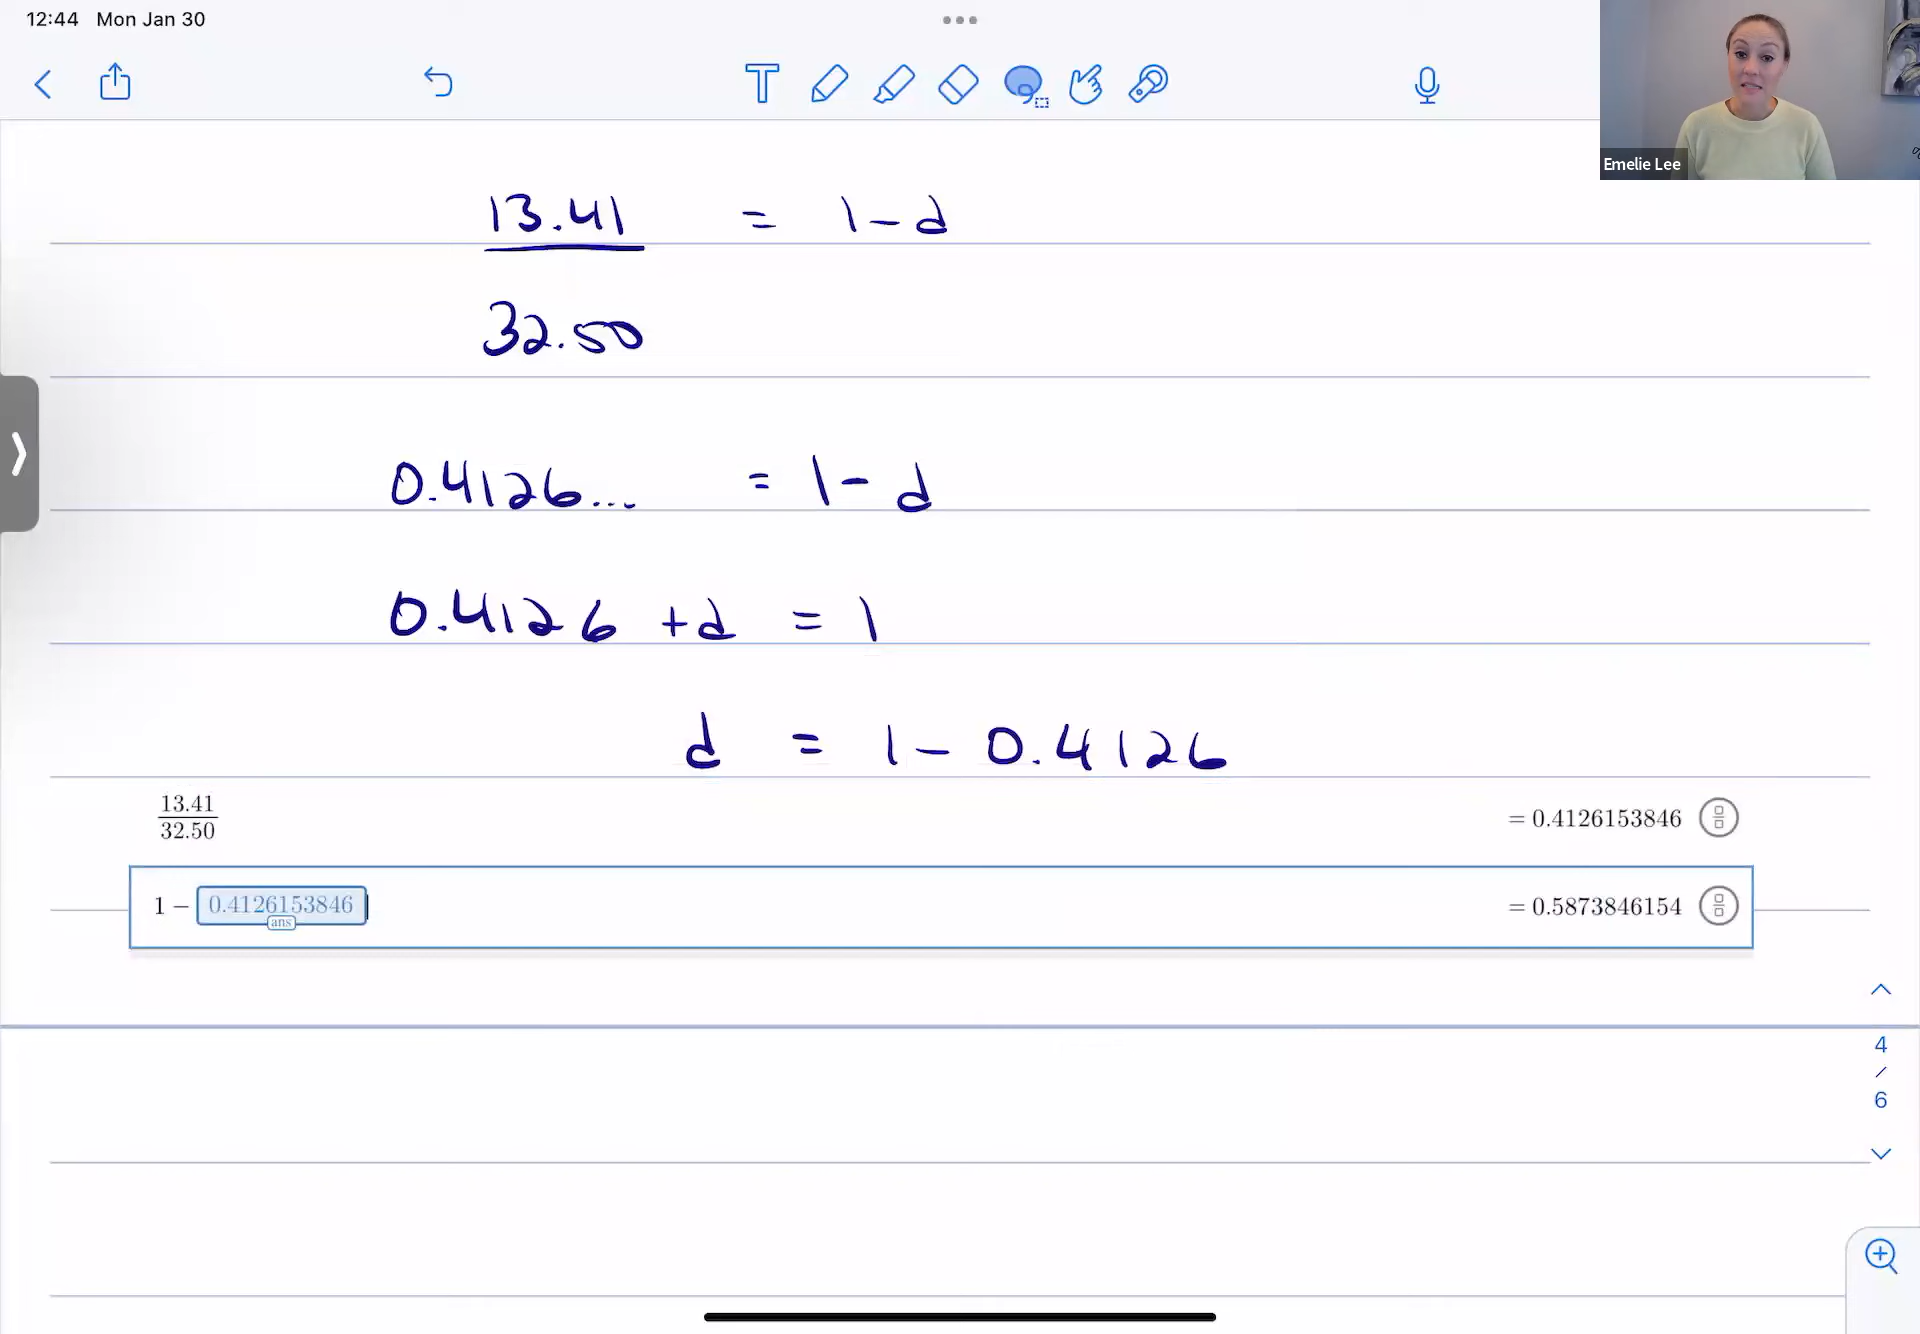 12:44 Mon Jan 30
Emelie Lee
13.41 = 1 - d
32.50
0.4126... = 1 - d
0.4126 + d = 1
d = 1 - 0.4126
13.41
32.50
= 0.4126153846
1 - 0.4126153846 = 0.5873846154
ans
4
/
6